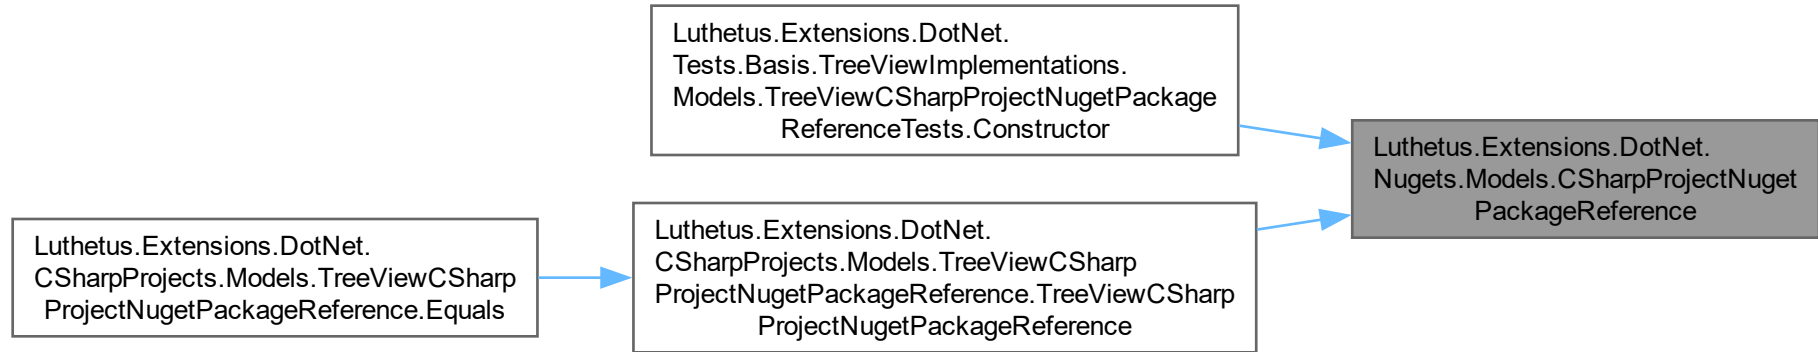 Luthetus.Extensions.DotNet.
Tests.Basis.TreeViewImplementations.
Models.TreeViewCSharpProjectNugetPackage
ReferenceTests.Constructor
Luthetus.Extensions.DotNet.
Nugets.Models.CSharpProjectNuget
PackageReference
Luthetus.Extensions.DotNet.
CSharpProjects.Models.TreeViewCSharp
ProjectNugetPackageReference.TreeViewCSharp
ProjectNugetPackageReference
Luthetus.Extensions.DotNet.
CSharpProjects.Models.TreeViewCSharp
ProjectNugetPackageReference.Equals